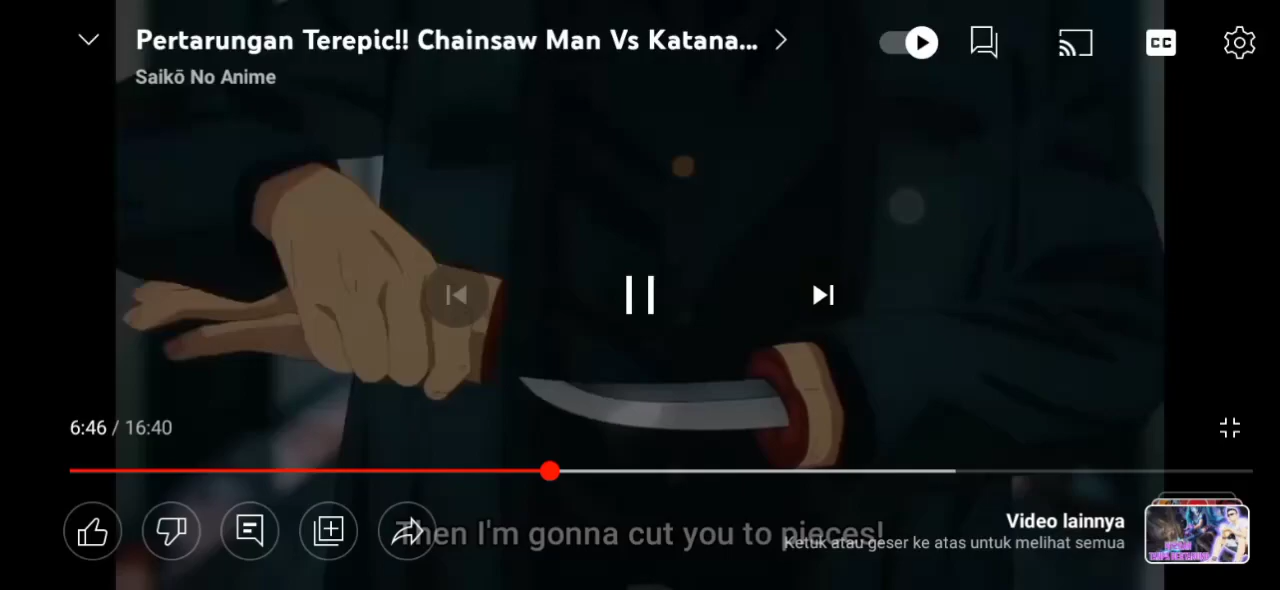 Pertarungan Terepic!! Chainsaw Man Vs Katana...
Saikō No Anime
CC
6:46 / 16:40
Then I'm gonna cut you to pieces!
Video lainnya
Ketuk atau geser ke atas untuk melihat semua